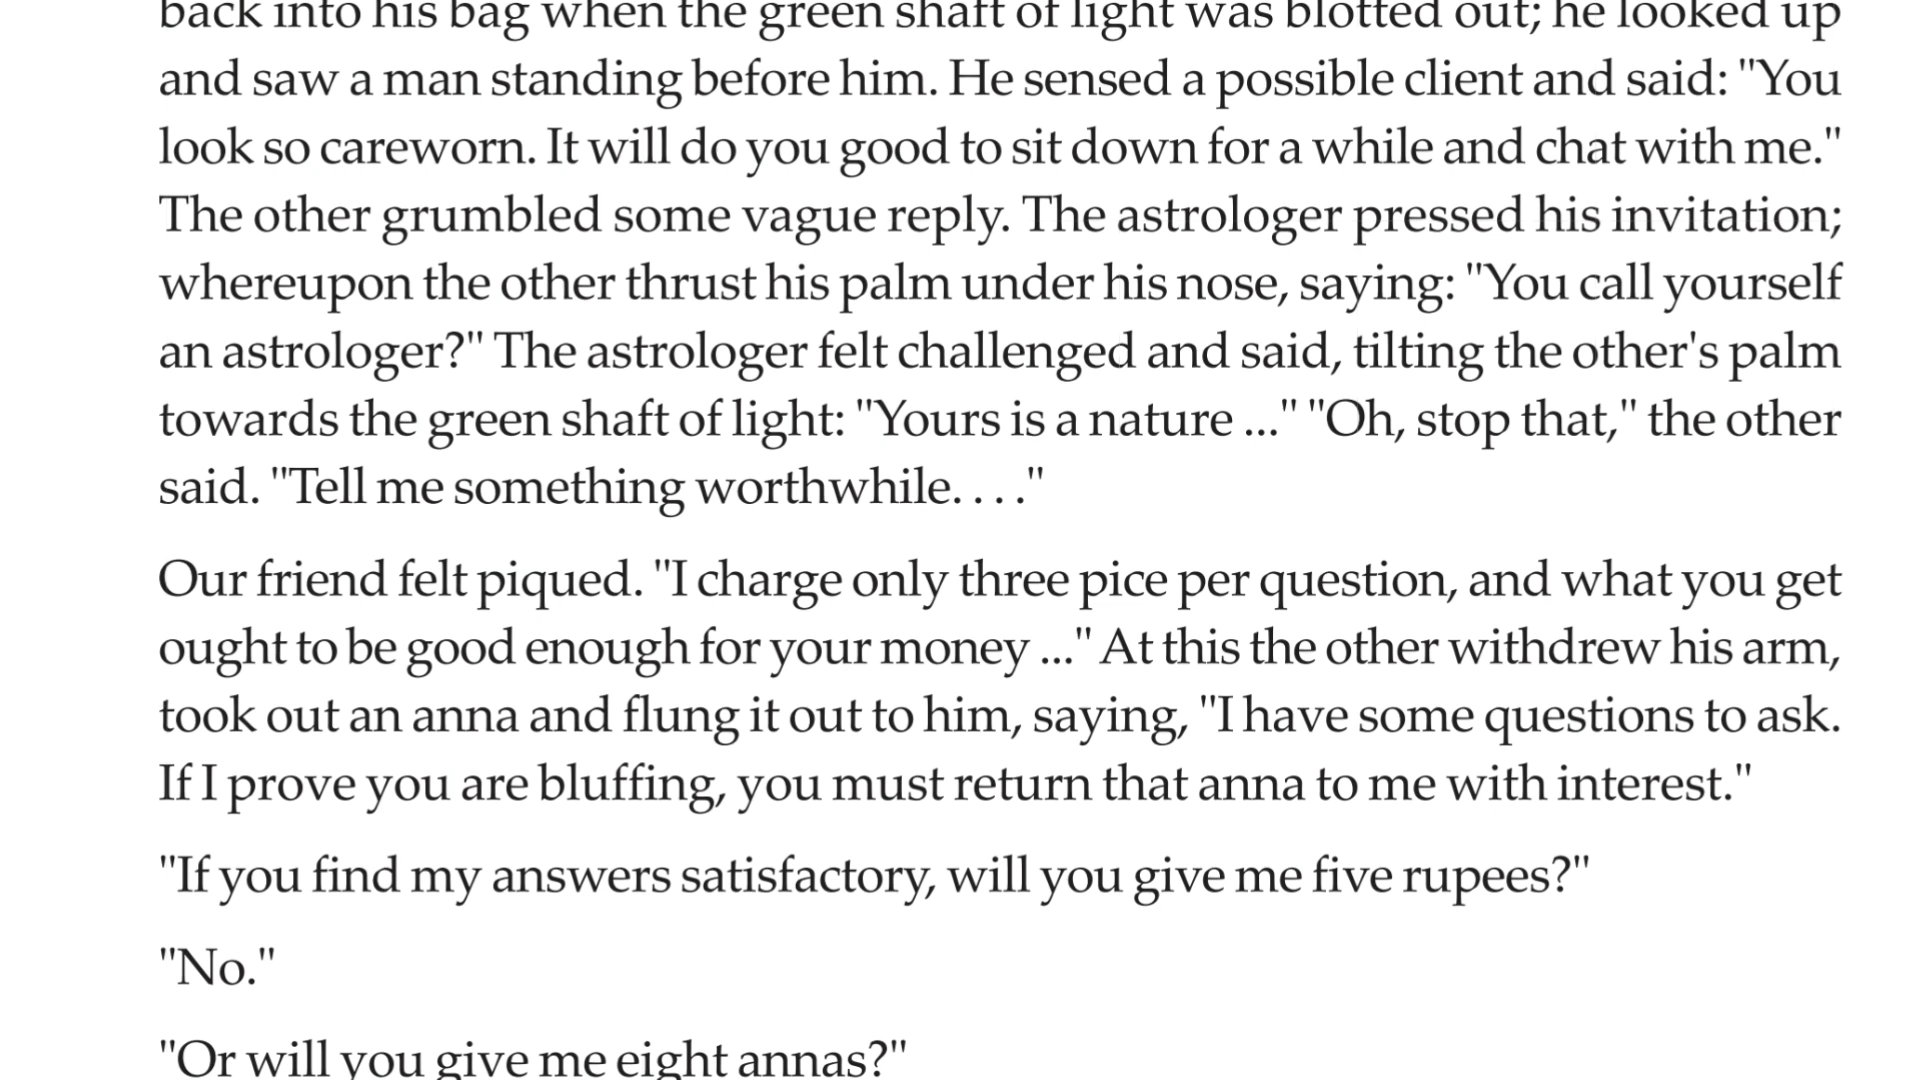 back into his bag when the green shaft of light was blotted out; he looked up
and saw a man standing before him. He sensed a possible client and said: "You
look so careworn. It will do you good to sit down for a while and chat with me."
The other grumbled some vague reply. The astrologer pressed his invitation;
whereupon the other thrust his palm under his nose, saying: "You call yourself
an astrologer?" The astrologer felt challenged and said, tilting the other's palm
towards the green shaft of light: "Yours is a nature ..." "Oh, stop that," the other
said. "Tell me something worthwhile. . . ."
Our friend felt piqued. "I charge only three pice per question, and what you get
ought to be good enough for your money ..." At this the other withdrew his arm,
took out an anna and flung it out to him, saying, "I have some questions to ask.
If I prove you are bluffing, you must return that anna to me with interest."
"If you find my answers satisfactory, will you give me five rupees?"
"No."
"Or will you give me eight annas?"